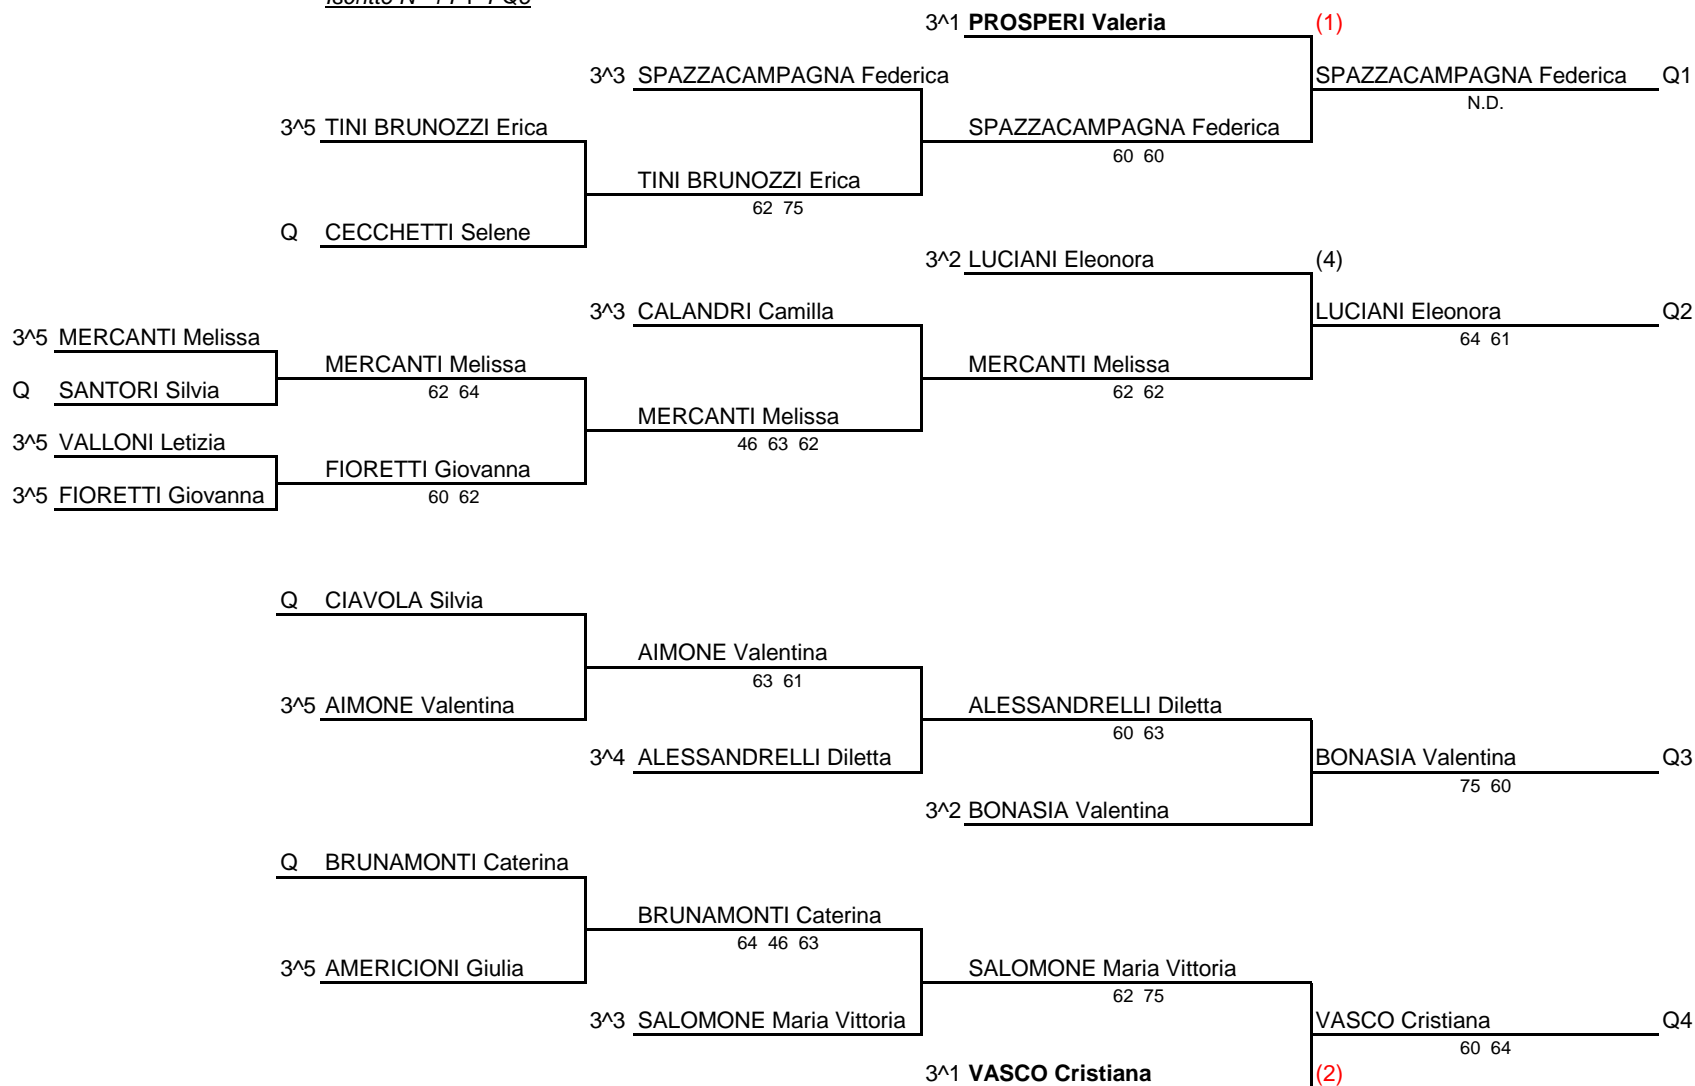 3^1 PROSPERI Valeria (1)
3^3 SPAZZACAMPAGNA Federica SPAZZACAMPAGNA Federica Q1
N.D.
3^5 TINI BRUNOZZI Erica SPAZZACAMPAGNA Federica
60 60
TINI BRUNOZZI Erica
62 75
Q CECCHETTI Selene
3^2 LUCIANI Eleonora (4)
3^3 CALANDRI Camilla LUCIANI Eleonora Q2
3^5 MERCANTI Melissa 64 61
MERCANTI Melissa MERCANTI Melissa
Q SANTORI Silvia 62 64 62 62
MERCANTI Melissa
3^5 VALLONI Letizia 46 63 62
FIORETTI Giovanna
3^5 FIORETTI Giovanna 60 62
Q CIAVOLA Silvia
AIMONE Valentina
63 61
3^5 AIMONE Valentina ALESSANDRELLI Diletta
60 63
3^4 ALESSANDRELLI Diletta BONASIA Valentina Q3
75 60
3^2 BONASIA Valentina
Q BRUNAMONTI Caterina
BRUNAMONTI Caterina
64 46 63
3^5 AMERICIONI Giulia SALOMONE Maria Vittoria
62 75
3^3 SALOMONE Maria Vittoria VASCO Cristiana Q4
60 64
3^1 VASCO Cristiana (2)